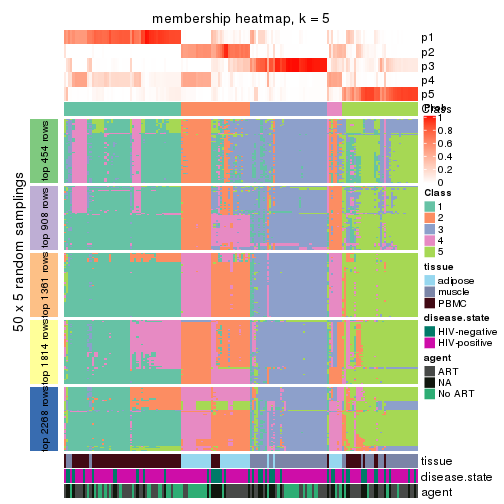 membership heatmap, k = 5
p1
p2
p3
p4
p5
Prob
Class
1
0.8
0.6
0.4
0.2
0
Class
1
2
3
4
5
tissue
adipose
muscle
PBMC
disease.state
HIV-negative
HIV-positive
agent
ART
NA
No ART
50 x 5 random samplings
top 454 rows
top 908 rows
top 1361 rows
top 1814 rows
top 2268 rows
tissue
disease.state
agent